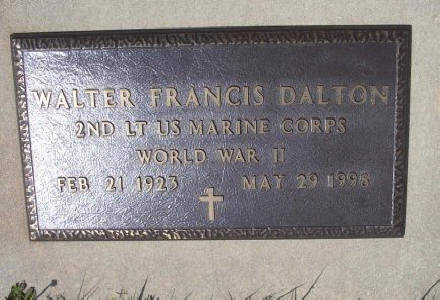 WALTER FRANCIS DALTON
2ND LT US MARINE CORPS
WORLD WAR II
FEB 21 1923 MAY 29 1998